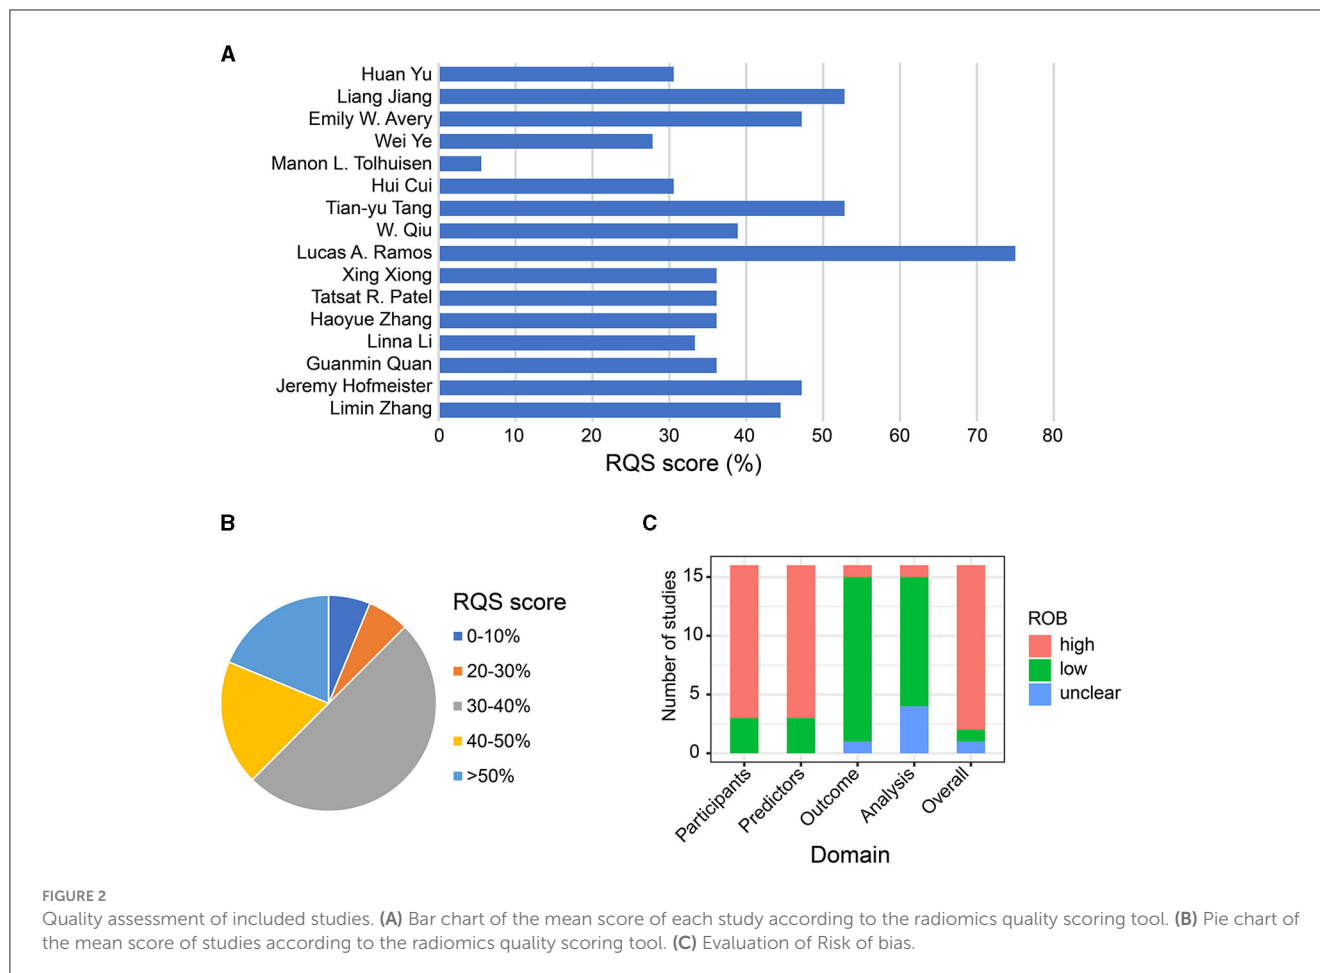 A
Huan Yu
Liang Jiang
Emily W. Avery
Wei Ye
Manon L. Tolhuisen
Hui Cui
Tian-yu Tang
W. Qiu
Lucas A. Ramos
Xing Xiong
Tatsat R. Patel
Haoyue Zhang
Linna Li
Guanmin Quan
Jeremy Hofmeister
Limin Zhang
0 10 20 30 40 50 60 70 80
RQS score (%)
B
RQS score
0-10%
20-30%
30-40%
40-50%
>50%
C
Number of studies
15
10
5
0
Participants
Predictors
Outcome
Analysis
Overall
Domain
ROB
high
low
unclear
FIGURE 2
Quality assessment of included studies. (A) Bar chart of the mean score of each study according to the radiomics quality scoring tool. (B) Pie chart of
the mean score of studies according to the radiomics quality scoring tool. (C) Evaluation of Risk of bias.